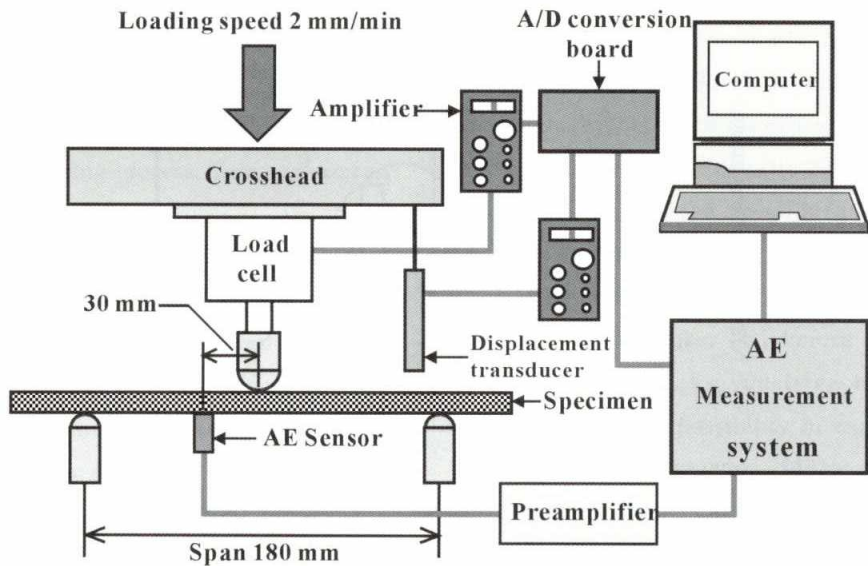 Loading speed 2 mm/min
A/D conversion
board
Computer
Amplifier
Crosshead
Load
cell
30 mm
Displacement
transducer
AE
Measurement
system
Specimen
AE Sensor
Preamplifier
Span 180 mm